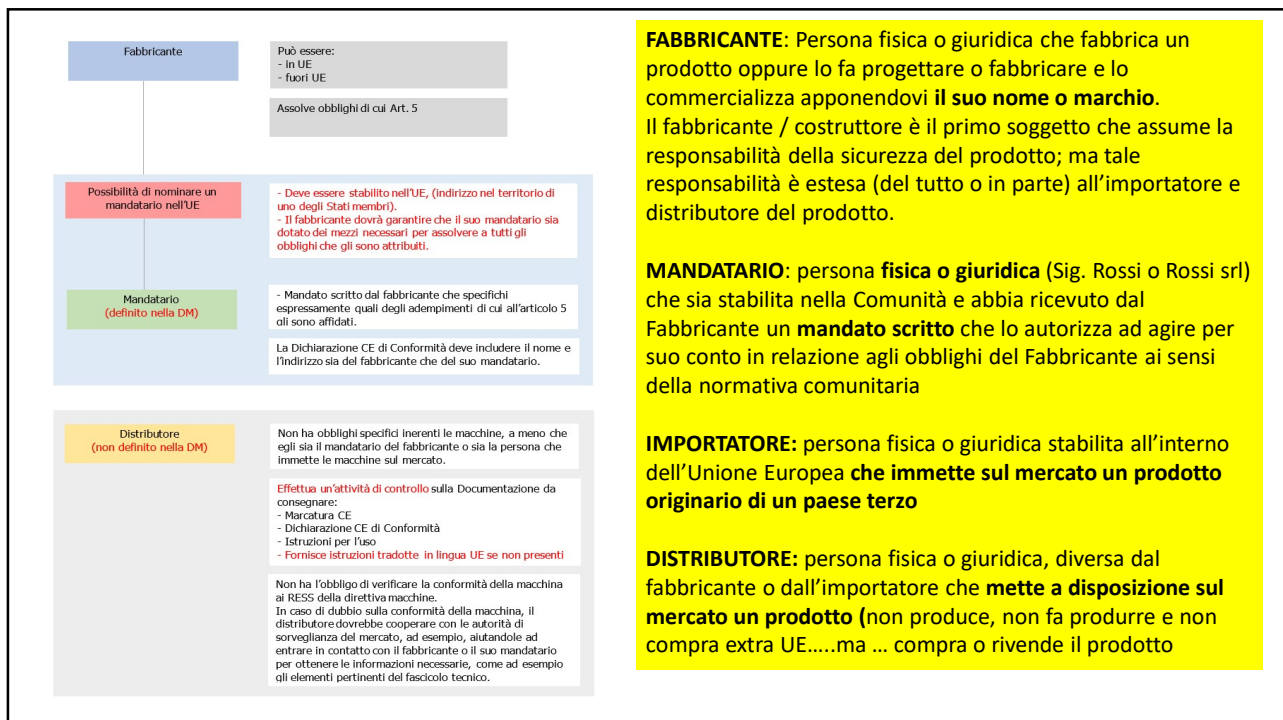 Fabbricante
Può essere:
- in UE
- fuori UE
Assolve obblighi di cui Art. 5
Possibilità di nominare un
mandatario nell'UE
- Deve essere stabilito nell'UE, (indirizzo nel territorio di
uno degli Stati membri).
- Il fabbricante dovrà garantire che il suo mandatario sia
dotato dei mezzi necessari per assolvere a tutti gli
obblighi che gli sono attribuiti.
Mandatario
(definito nella DM)
- Mandato scritto dal fabbricante che specifichi
espressamente quali degli adempimenti di cui all'articolo 5
gli sono affidati.
La Dichiarazione CE di Conformità deve includere il nome e
l'indirizzo sia del fabbricante che del suo mandatario.
Distributore
(non definito nella DM)
Non ha obblighi specifici inerenti le macchine, a meno che
egli sia il mandatario del fabbricante o sia la persona che
immette le macchine sul mercato.
Effettua un'attività di controllo sulla Documentazione da
consegnare:
- Marcatura CE
- Dichiarazione CE di Conformità
- Istruzioni per l'uso
- Fornisce istruzioni tradotte in lingua UE se non presenti
Non ha l'obbligo di verificare la conformità della macchina
ai RESS della direttiva macchine.
In caso di dubbio sulla conformità della macchina, il
distributore dovrebbe cooperare con le autorità di
sorveglianza del mercato, ad esempio, aiutandole ad
entrare in contatto con il fabbricante o il suo mandatario
per ottenere le informazioni necessarie, come ad esempio
gli elementi pertinenti del fascicolo tecnico.
FABBRICANTE: Persona fisica o giuridica che fabbrica un
prodotto oppure lo fa progettare o fabbricare e lo
commercializza apponendovi il suo nome o marchio.
Il fabbricante / costruttore è il primo soggetto che assume la
responsabilità della sicurezza del prodotto; ma tale
responsabilità è estesa (del tutto o in parte) all'importatore e
distributore del prodotto.
MANDATARIO: persona fisica o giuridica (Sig. Rossi o Rossi srl)
che sia stabilita nella Comunità e abbia ricevuto dal
Fabbricante un mandato scritto che lo autorizza ad agire per
suo conto in relazione agli obblighi del Fabbricante ai sensi
della normativa comunitaria
IMPORTATORE: persona fisica o giuridica stabilita all'interno
dell'Unione Europea che immette sul mercato un prodotto
originario di un paese terzo
DISTRIBUTORE: persona fisica o giuridica, diversa dal
fabbricante o dall'importatore che mette a disposizione sul
mercato un prodotto (non produce, non fa produrre e non
compra extra UE…..ma … compra o rivende il prodotto